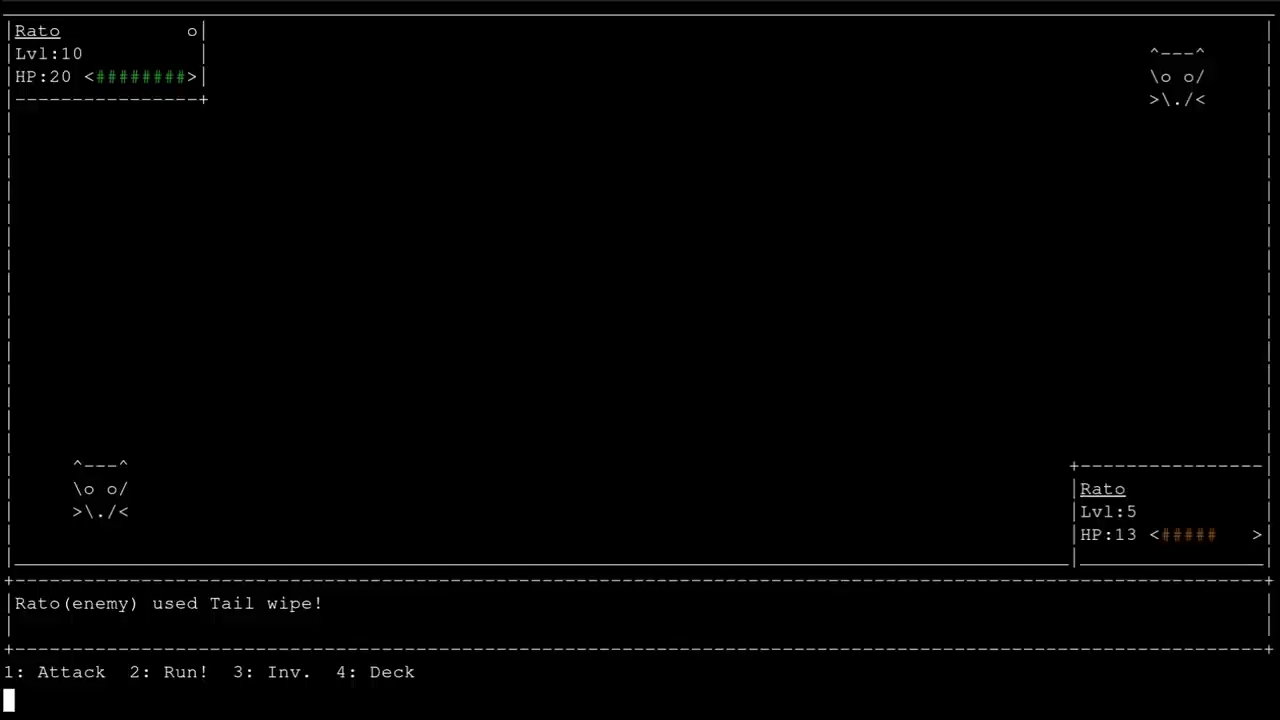 Rato o
Lvl:10
HP:20 <########>
^---^
\o o/
>\./<
^---^
\o o/
>\./<
Rato
Lvl:5
HP:13 <##### >
Rato(enemy) used Tail wipe!
1: Attack 2: Run! 3: Inv. 4: Deck